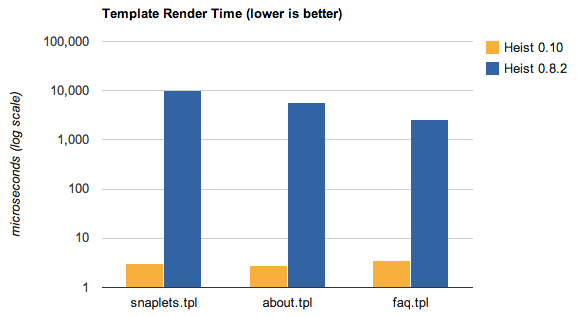 Template Render Time (lower is better)
microseconds (log scale)
100,000
10,000
1,000
100
10
1
snaplets.tpl
about.tpl
faq.tpl
Heist 0.10
Heist 0.8.2